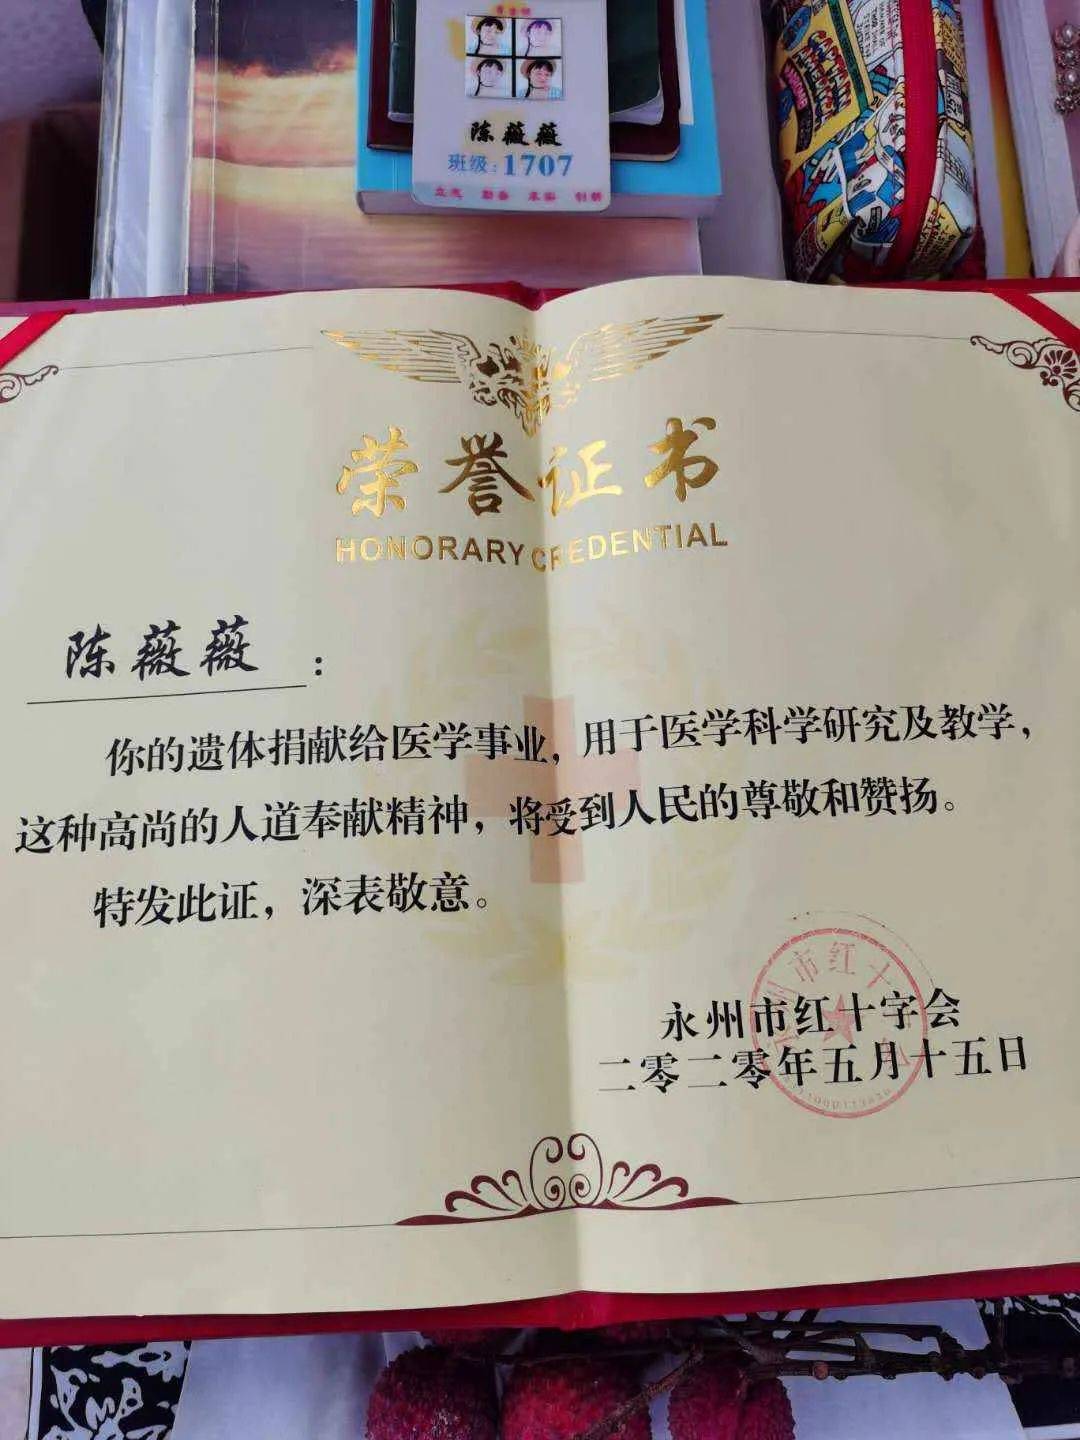 陈薇薇
班级：1707
荣誉证书
HONORARY CREDENTIAL
陈薇薇：
你的遗体捐献给医学事业，用于医学科学研究及教学，
这种高尚的人道奉献精神，将受到人民的尊敬和赞扬。
特发此证，深表敬意。
永州市红十字会
二零二零年五月十五日